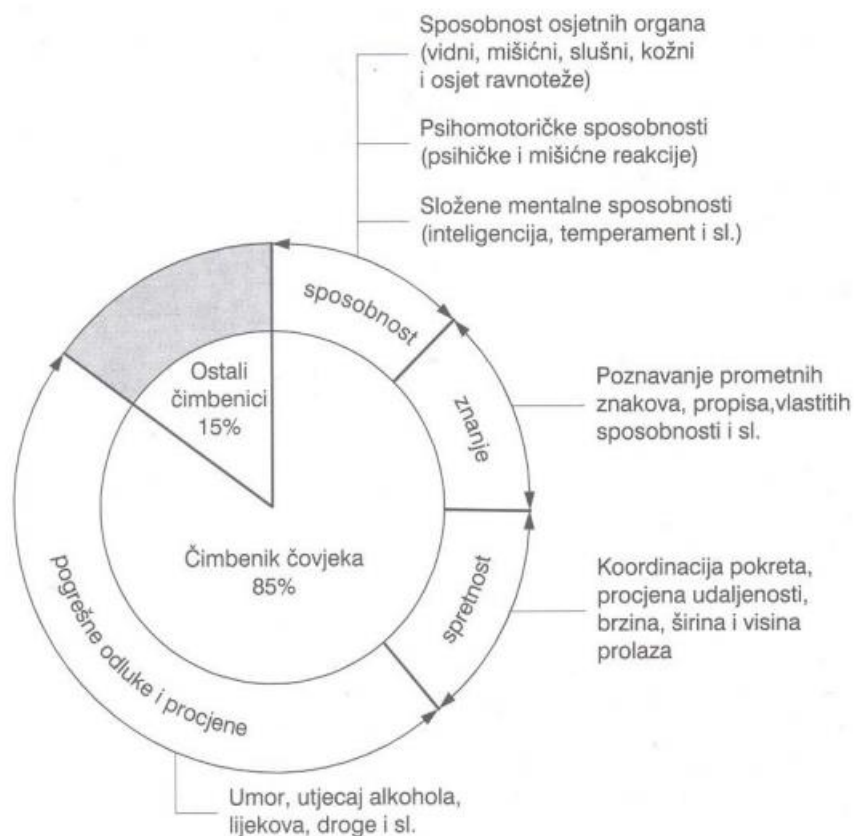 Sposobnost osjetnih organa
(vidni, mišićni, slušni, kožni
i osjet ravnoteže)
Psihomotoričke sposobnosti
(psihičke i mišićne reakcije)
Složene mentalne sposobnosti
(inteligencija, temperament i sl.)
sposobnost
Ostali
čimbenici
15%
znanje
Poznavanje prometnih
znakova, propisa,vlastitih
sposobnosti i sl.
Čimbenik čovjeka
85%
spretnost
Koordinacija pokreta,
procjena udaljenosti,
brzina, širina i visina
prolaza
pogrešne odluke i procjene
Umor, utjecaj alkohola,
lijekova, droge i sl.